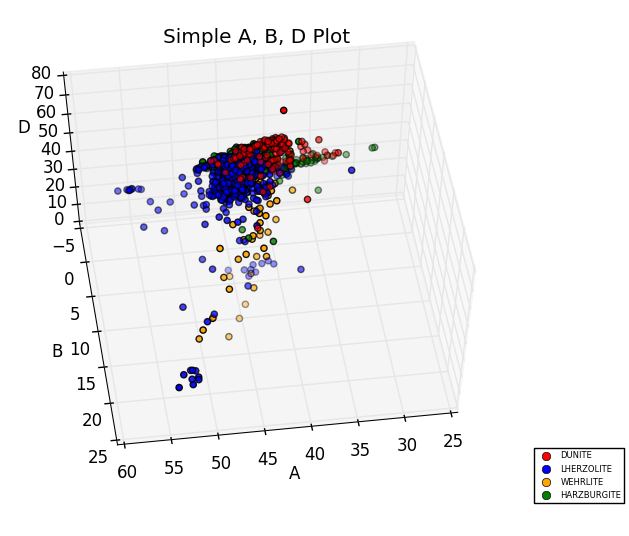 Simple A, B, D Plot
80
70
60
D 50
40
30
20
10
0
−5
0
5
B 10
15
20
25
60 55 50 45 40 35 30 25
A
DUNITE
LHERZOLITE
WEHRLITE
HARZBURGITE